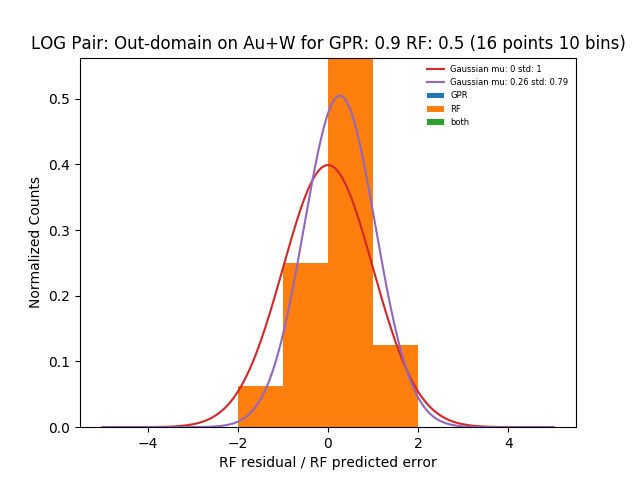 LOG Pair: Out-domain on Au+W for GPR: 0.9 RF: 0.5 (16 points 10 bins)
Gaussian mu: 0 std: 1
Gaussian mu: 0.26 std: 0.79
GPR
RF
both
Normalized Counts
0.5
0.4
0.3
0.2
0.1
0.0
−4 −2 0 2 4
RF residual / RF predicted error